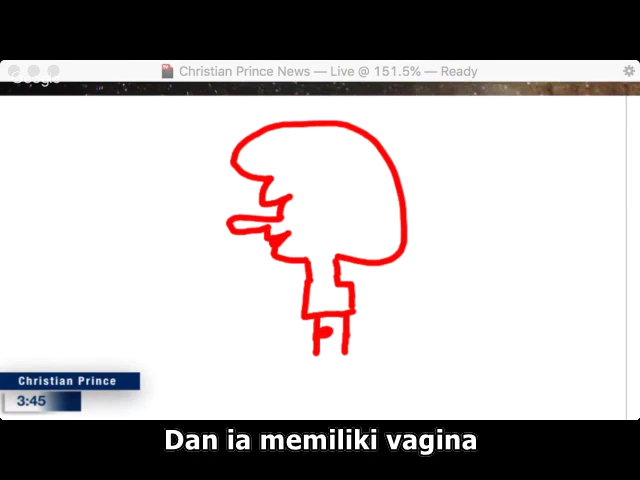 Christian Prince News — Live @ 151.5% — Ready
Christian Prince
3:45
Dan ia memiliki vagina